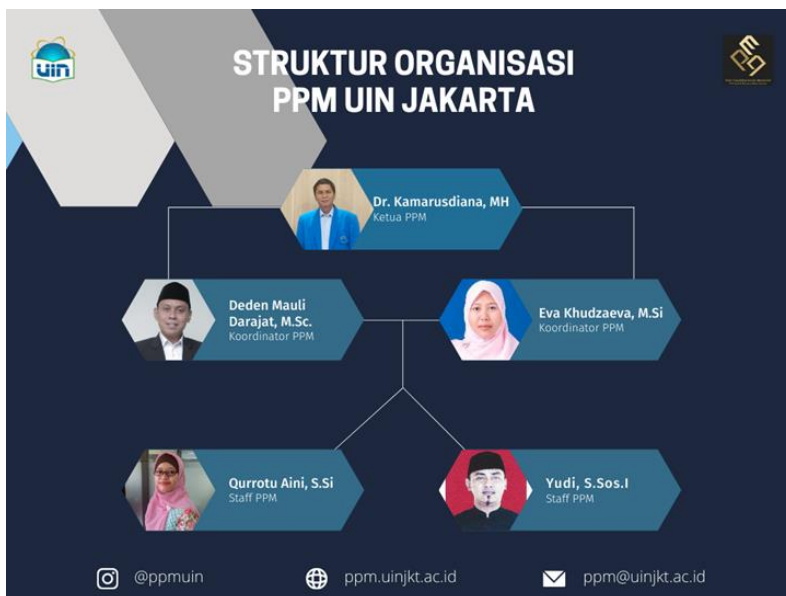 uin
STRUKTUR ORGANISASI
PPM UIN JAKARTA
Dr. Kamarusdiana, MH
Ketua PPM
Deden Mauli
Darajat, M.Sc.
Koordinator PPM
Eva Khudzaeva, M.Si
Koordinator PPM
Qurrotu Aini, S.Si
Staff PPM
Yudi, S.Sos.I
Staff PPM
@ppmuin
ppm.uinjkt.ac.id
ppm@uinjkt.ac.id